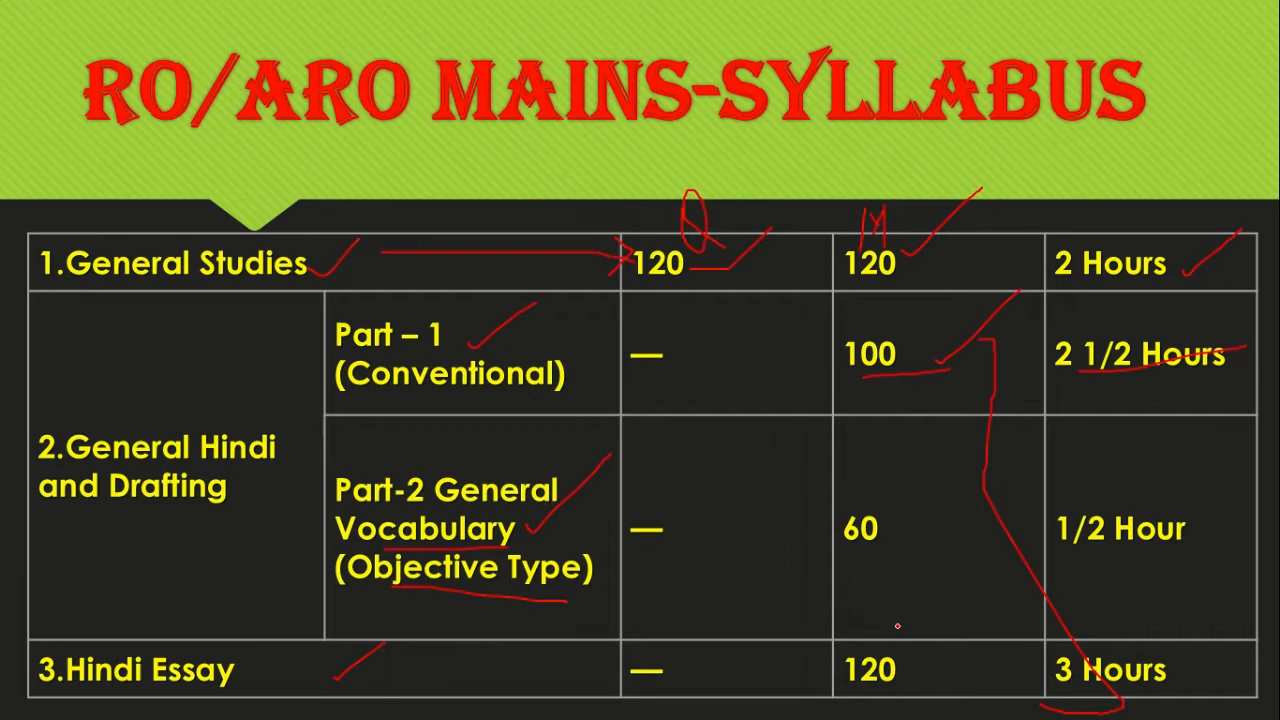 RO/ARO MAINS-SYLLABUS
Q M
1.General Studies 120 120 2 Hours
Part – 1
(Conventional) — 100 2 1/2 Hours
2.General Hindi
and Drafting
Part-2 General
Vocabulary — 60 1/2 Hour
(Objective Type)
3.Hindi Essay — 120 3 Hours